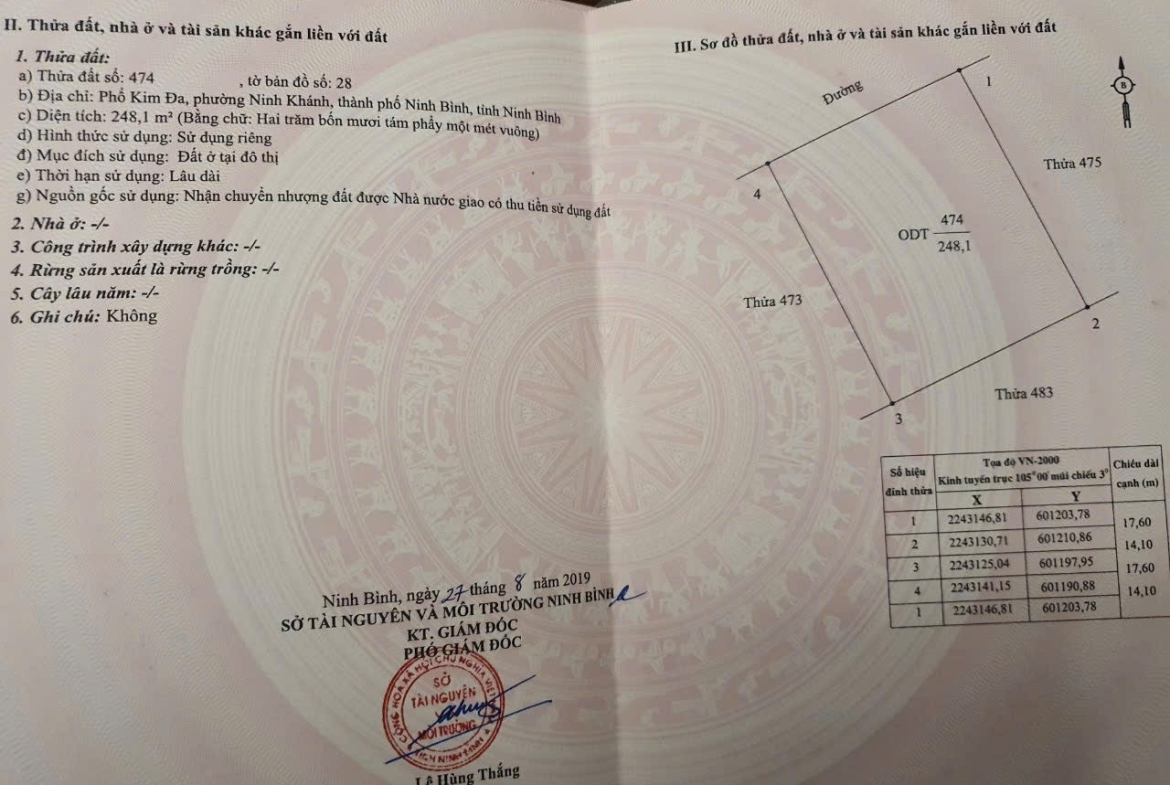 II. Thửa đất, nhà ở và tài sản khác gắn liền với đất
1. Thửa đất:
a) Thửa đất số: 474 , tờ bản đồ số: 28
b) Địa chỉ: Phố Kim Đa, phường Ninh Khánh, thành phố Ninh Bình, tỉnh Ninh Bình
c) Diện tích: 248,1 m² (Bằng chữ: Hai trăm bốn mươi tám phẩy một mét vuông)
d) Hình thức sử dụng: Sử dụng riêng
đ) Mục đích sử dụng: Đất ở tại đô thị
e) Thời hạn sử dụng: Lâu dài
g) Nguồn gốc sử dụng: Nhận chuyển nhượng đất được Nhà nước giao có thu tiền sử dụng đất
2. Nhà ở: -/-
3. Công trình xây dựng khác: -/-
4. Rừng sản xuất là rừng trồng: -/-
5. Cây lâu năm: -/-
6. Ghi chú: Không
Ninh Bình, ngày 27 tháng 8 năm 2019
SỞ TÀI NGUYÊN VÀ MÔI TRƯỜNG NINH BÌNH
KT. GIÁM ĐỐC
PHÓ GIÁM ĐỐC
CỘNG HÒA XÃ HỘI CHỦ NGHĨA VIỆT
SỞ
TÀI NGUYÊN
MÔI TRƯỜNG
TỈNH NINH BÌNH
Lê Hùng Thắng
III. Sơ đồ thửa đất, nhà ở và tài sản khác gắn liền với đất
Đường
1
B
Thửa 475
4
ODT 474
248,1
Thửa 473
2
Thửa 483
3
Số hiệu đỉnh thửa Tọa độ VN-2000 Chiều dài cạnh (m)
Kinh tuyến trục 105°00' múi chiếu 3°
X Y
1 2243146,81 601203,78
17,60
2 2243130,71 601210,86
14,10
3 2243125,04 601197,95
17,60
4 2243141,15 601190,88
14,10
1 2243146,81 601203,78